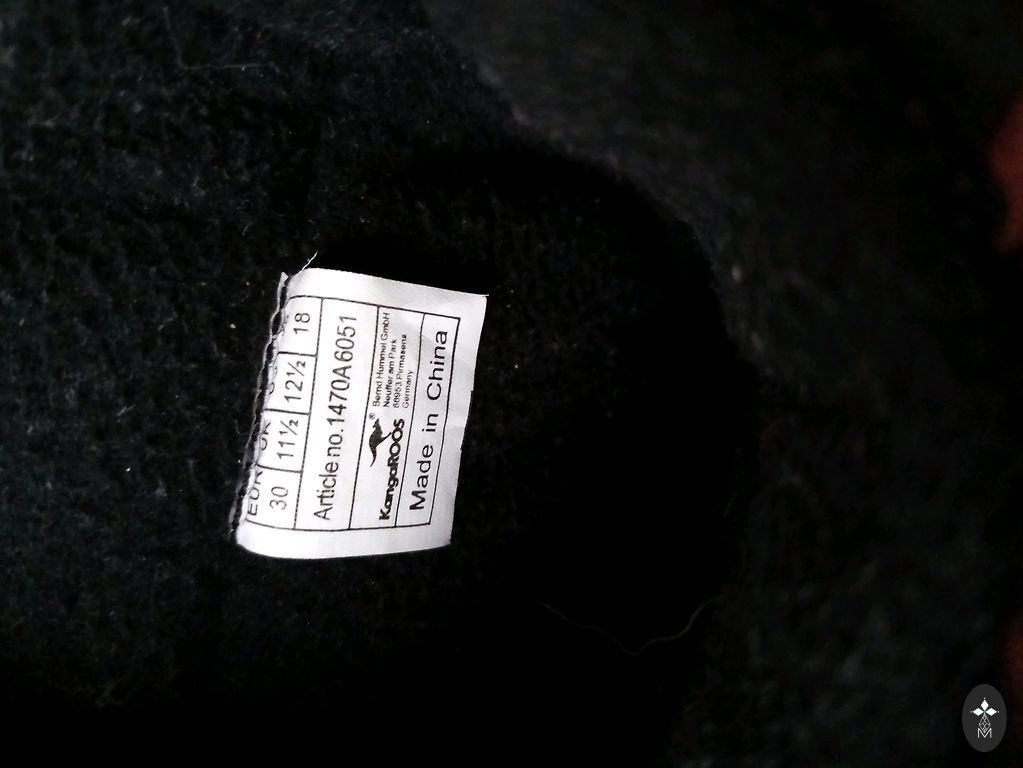 EUR UK
30 11½ 12½ 18
Article no.1470A6051
KangaROOS®
Bernd Hummel GmbH
Neuffer am Park
66953 Pirmasens
Germany
Made in China
M